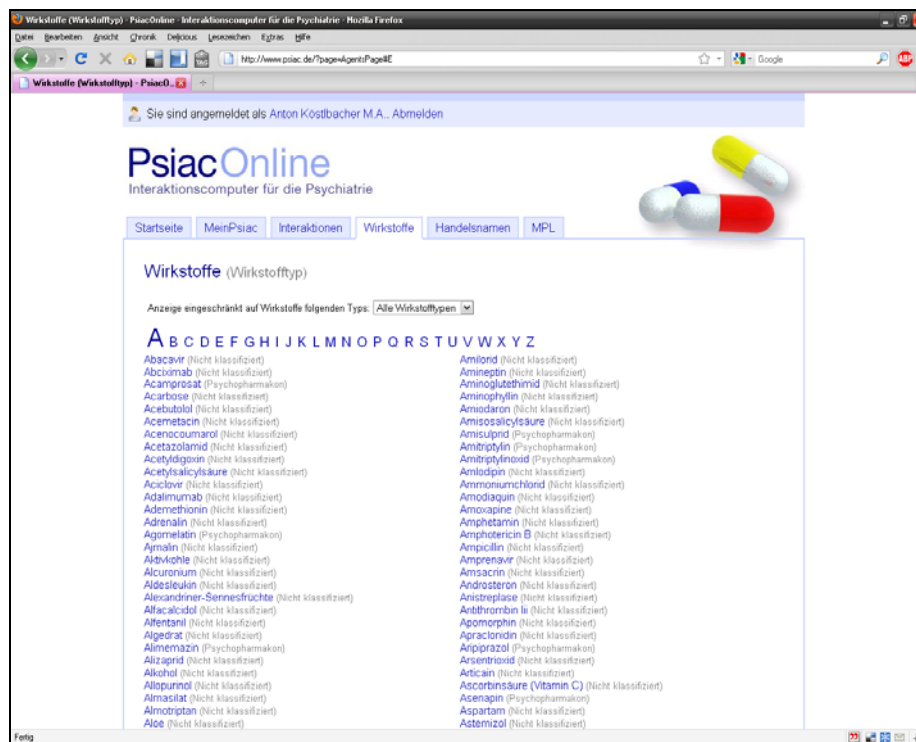 Wirkstoffe (Wirkstofftyp) - PsiacOnline - Interaktionscomputer für die Psychiatrie - Mozilla Firefox
Datei Bearbeiten Ansicht Chronik Delicious Lesezeichen Extras Hilfe
http://www.psiac.de/?page=AgentsPage#E
Google
ABP
Wirkstoffe (Wirkstofftyp) - PsiacO...
Sie sind angemeldet als Anton Köstlbacher M.A.. Abmelden
PsiacOnline
Interaktionscomputer für die Psychiatrie
Startseite MeinPsiac Interaktionen Wirkstoffe Handelsnamen MPL
Wirkstoffe (Wirkstofftyp)
Anzeige eingeschränkt auf Wirkstoffe folgenden Typs: Alle Wirkstofftypen
A B C D E F G H I J K L M N O P Q R S T U V W X Y Z
Abacavir (Nicht klassifiziert)
Abciximab (Nicht klassifiziert)
Acamprosat (Psychopharmakon)
Acarbose (Nicht klassifiziert)
Acebutolol (Nicht klassifiziert)
Acemetacin (Nicht klassifiziert)
Acenocoumarol (Nicht klassifiziert)
Acetazolamid (Nicht klassifiziert)
Acetyldigoxin (Nicht klassifiziert)
Acetylsalicylsäure (Nicht klassifiziert)
Aciclovir (Nicht klassifiziert)
Adalimumab (Nicht klassifiziert)
Ademethionin (Nicht klassifiziert)
Adrenalin (Nicht klassifiziert)
Agomelatin (Psychopharmakon)
Ajmalin (Nicht klassifiziert)
Aktivkohle (Nicht klassifiziert)
Alcuronium (Nicht klassifiziert)
Aldesleukin (Nicht klassifiziert)
Alexandriner-Sennesfrüchte (Nicht klassifiziert)
Alfacalcidol (Nicht klassifiziert)
Alfentanil (Nicht klassifiziert)
Algedrat (Nicht klassifiziert)
Alimemazin (Psychopharmakon)
Alizaprid (Nicht klassifiziert)
Alkohol (Nicht klassifiziert)
Allopurinol (Nicht klassifiziert)
Almasilat (Nicht klassifiziert)
Almotriptan (Nicht klassifiziert)
Aloe (Nicht klassifiziert)
Amilorid (Nicht klassifiziert)
Amineptin (Nicht klassifiziert)
Aminoglutethimid (Nicht klassifiziert)
Aminophyllin (Nicht klassifiziert)
Amiodaron (Nicht klassifiziert)
Amisosalicylsäure (Nicht klassifiziert)
Amisulprid (Psychopharmakon)
Amitriptylin (Psychopharmakon)
Amitriptylinoxid (Psychopharmakon)
Amlodipin (Nicht klassifiziert)
Ammoniumchlorid (Nicht klassifiziert)
Amodiaquin (Nicht klassifiziert)
Amoxapine (Nicht klassifiziert)
Amphetamin (Nicht klassifiziert)
Amphotericin B (Nicht klassifiziert)
Ampicillin (Nicht klassifiziert)
Amprenavir (Nicht klassifiziert)
Amsacrin (Nicht klassifiziert)
Androsteron (Nicht klassifiziert)
Anistreplase (Nicht klassifiziert)
Antithrombin Iii (Nicht klassifiziert)
Apomorphin (Nicht klassifiziert)
Apraclonidin (Nicht klassifiziert)
Aripiprazol (Psychopharmakon)
Arsentrioxid (Nicht klassifiziert)
Articain (Nicht klassifiziert)
Ascorbinsäure (Vitamin C) (Nicht klassifiziert)
Asenapin (Psychopharmakon)
Aspartam (Nicht klassifiziert)
Astemizol (Nicht klassifiziert)
Fertig